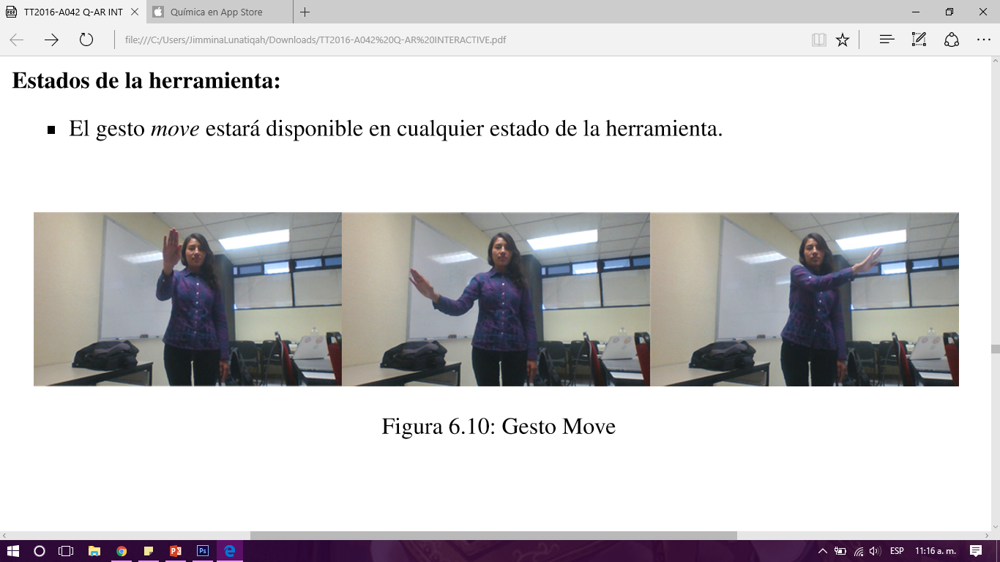 TT2016-A042 Q-AR INT
Química en App Store
file:///C:/Users/JimminaLunatiqah/Downloads/TT2016-A042%20Q-AR%20INTERACTIVE.pdf
Estados de la herramienta:
El gesto move estará disponible en cualquier estado de la herramienta.
Figura 6.10: Gesto Move
ESP
11:16 a. m.